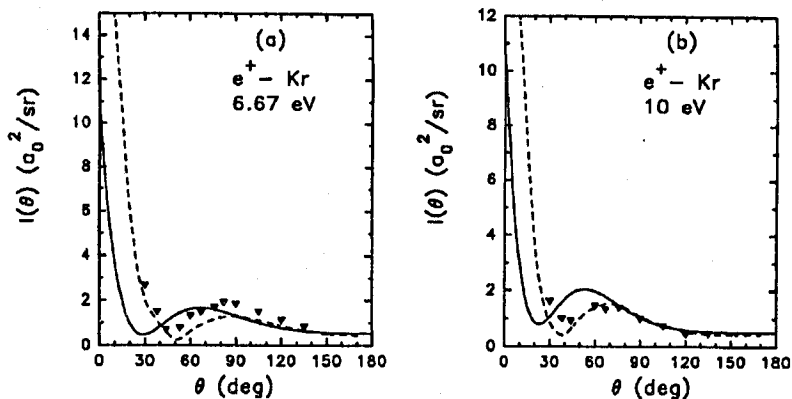 (a)
e⁺ – Kr
6.67 eV
I(θ) (a₀²/sr)
14
12
10
8
6
4
2
0
0 30 60 90 120 150 180
θ (deg)
(b)
e⁺ – Kr
10 eV
I(θ) (a₀²/sr)
12
10
8
6
4
2
0
0 30 60 90 120 150 180
θ (deg)